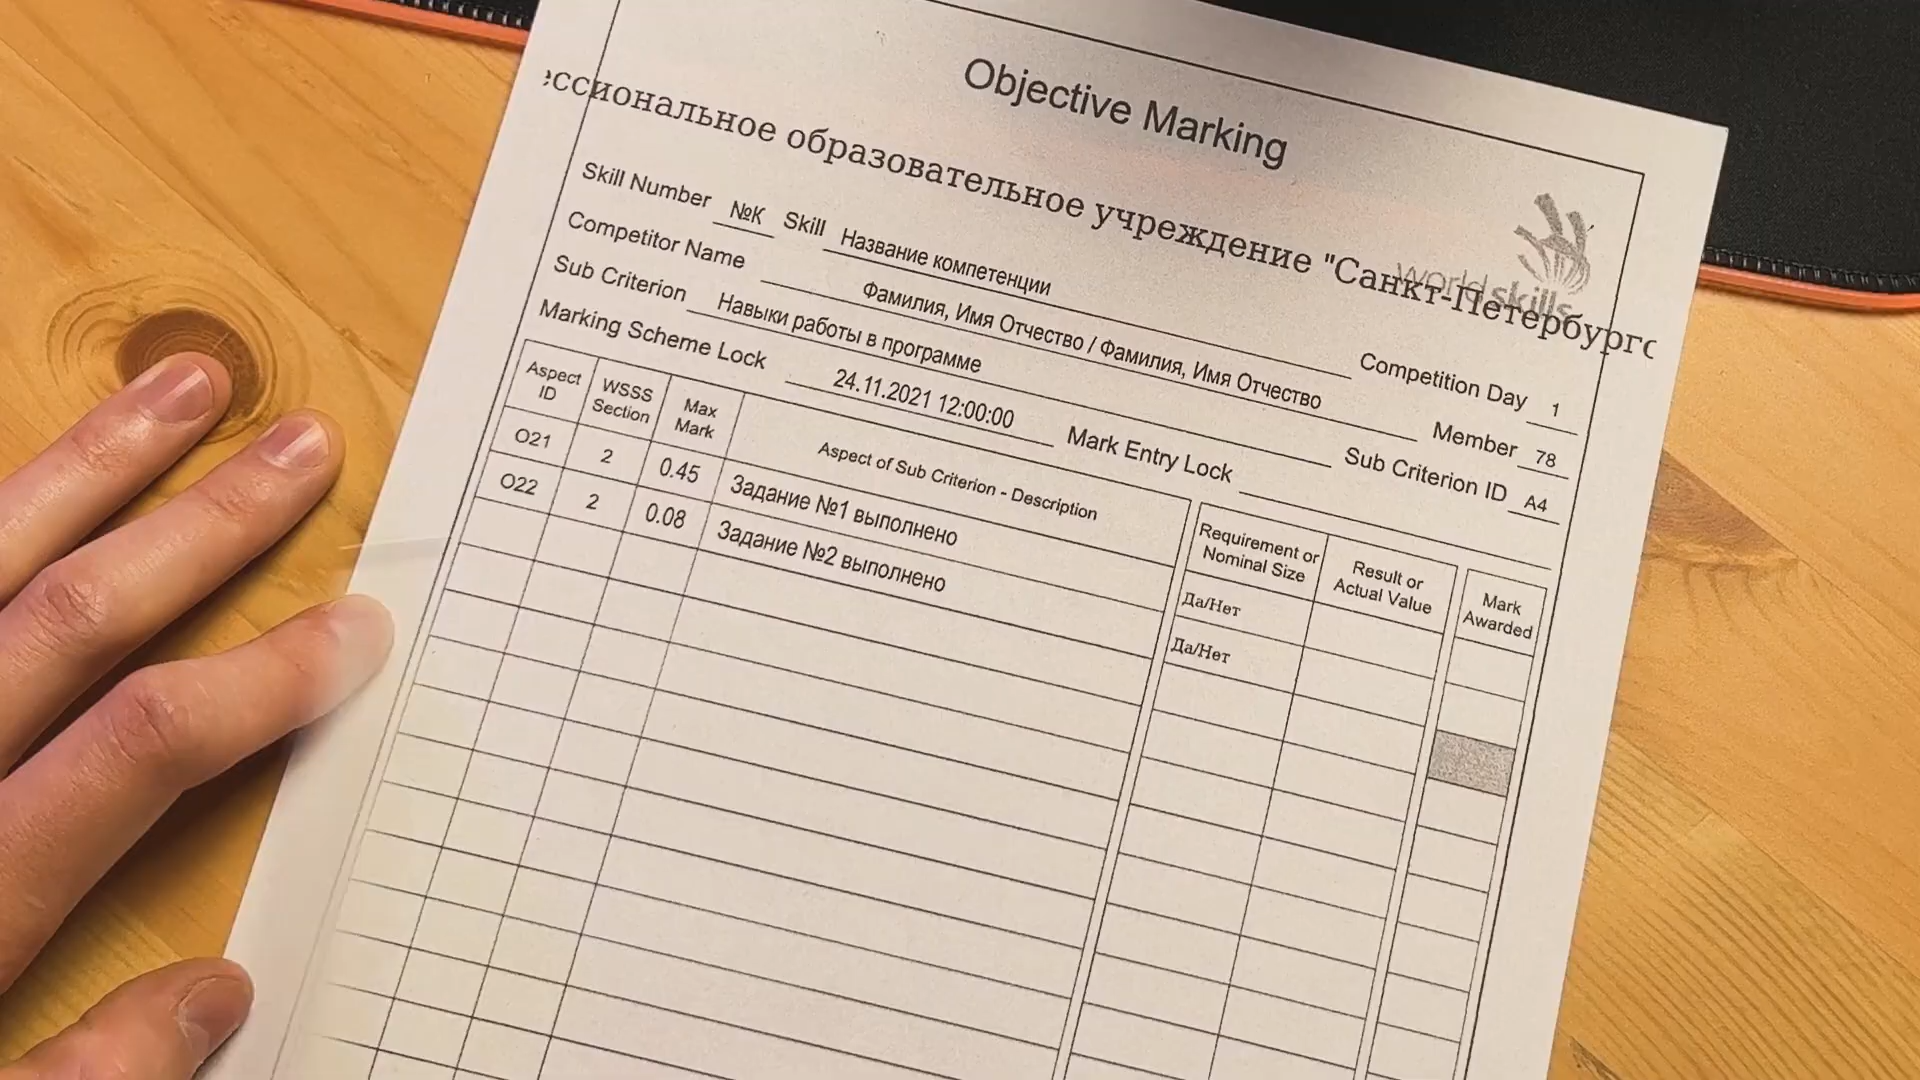 Objective Marking
ессиональное образовательное учреждение "Санкт-Петербургс
world skills
Skill Number №К Skill Название компетенции Competition Day 1
Competitor Name Фамилия, Имя Отчество / Фамилия, Имя Отчество Member 78
Sub Criterion Навыки работы в программе Sub Criterion ID A4
Marking Scheme Lock 24.11.2021 12:00:00 Mark Entry Lock
Aspect ID WSSS Section Max Mark Aspect of Sub Criterion - Description Requirement or Nominal Size Result or Actual Value Mark Awarded
O21 2 0.45 Задание №1 выполнено Да/Нет
O22 2 0.08 Задание №2 выполнено Да/Нет